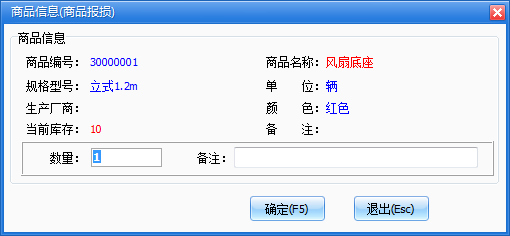 商品信息(商品报损)
商品信息
商品编号： 30000001 商品名称：风扇底座
规格型号： 立式1.2m 单 位：辆
生产厂商： 颜 色：红色
当前库存： 10 备 注：
数量： 1 备注：
确定(F5) 退出(Esc)